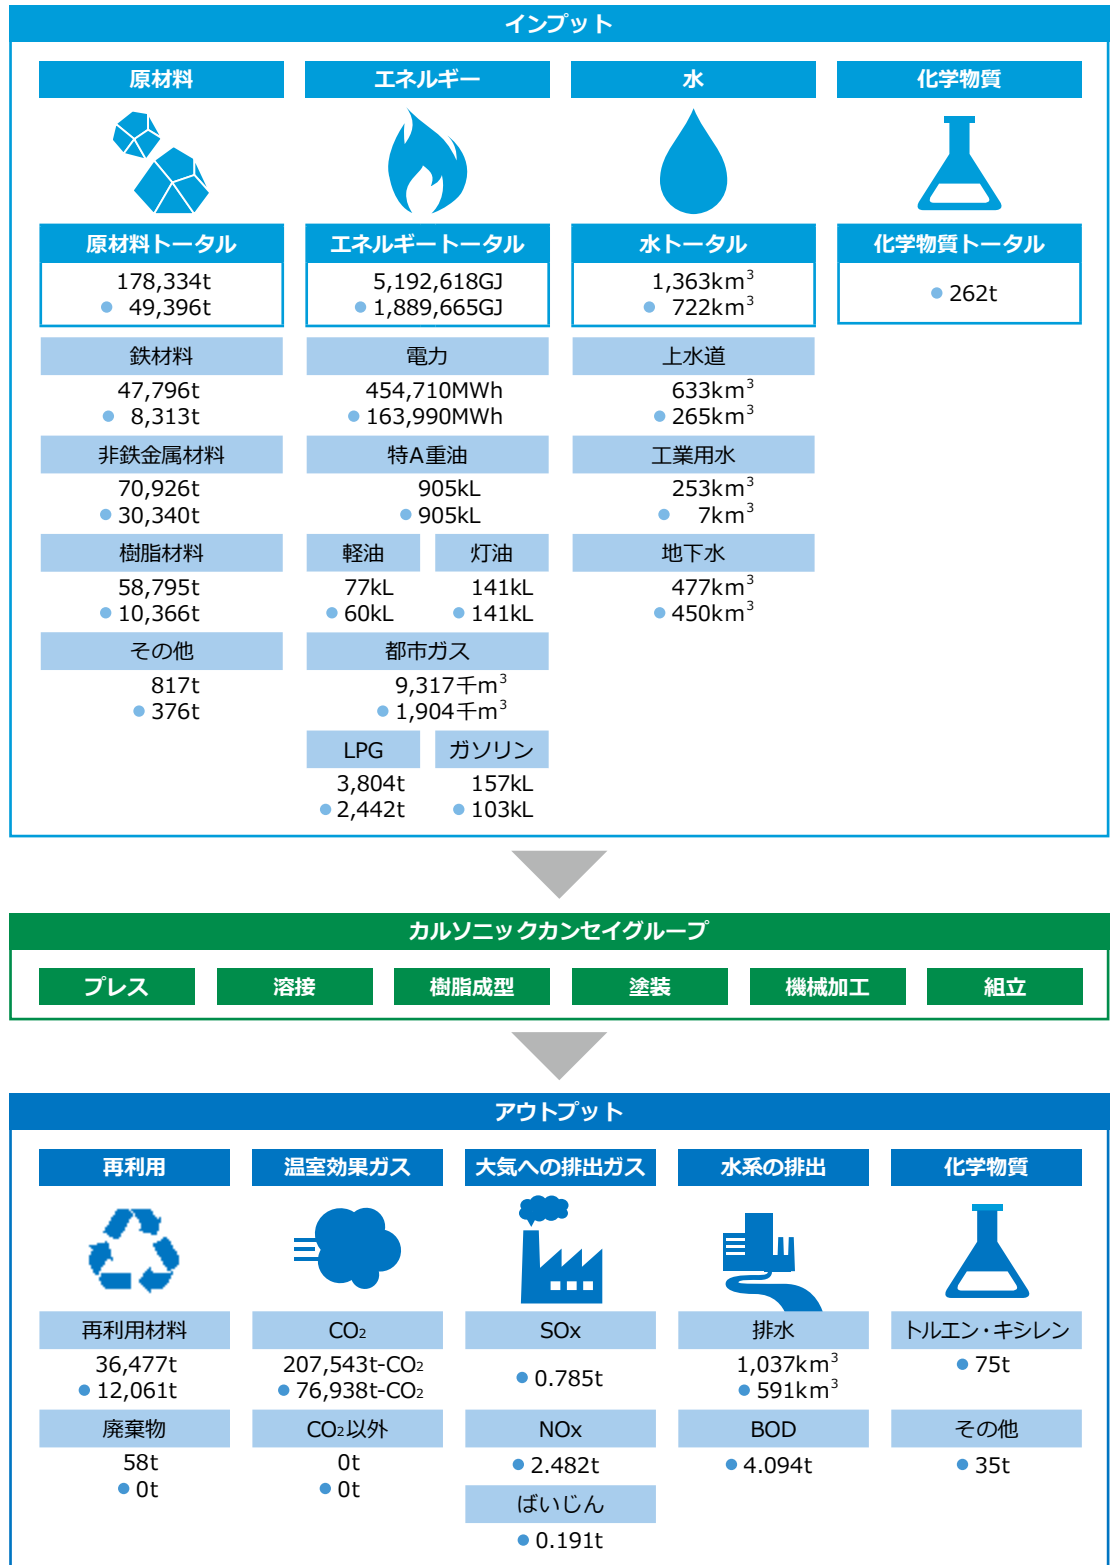 インプット
原材料
エネルギー
水
化学物質
原材料トータル
178,334t
● 49,396t
エネルギートータル
5,192,618GJ
● 1,889,665GJ
水トータル
1,363km³
● 722km³
化学物質トータル
● 262t
鉄材料
47,796t
● 8,313t
非鉄金属材料
70,926t
● 30,340t
樹脂材料
58,795t
● 10,366t
その他
817t
● 376t
電力
454,710MWh
● 163,990MWh
特A重油
905kL
● 905kL
軽油
77kL
● 60kL
灯油
141kL
● 141kL
都市ガス
9,317千m³
● 1,904千m³
LPG
3,804t
● 2,442t
ガソリン
157kL
● 103kL
上水道
633km³
● 265km³
工業用水
253km³
● 7km³
地下水
477km³
● 450km³
カルソニックカンセイグループ
プレス
溶接
樹脂成型
塗装
機械加工
組立
アウトプット
再利用
温室効果ガス
大気への排出ガス
水系の排出
化学物質
再利用材料
36,477t
● 12,061t
廃棄物
58t
● 0t
CO₂
207,543t-CO₂
● 76,938t-CO₂
CO₂以外
0t
● 0t
SOx
● 0.785t
NOx
● 2.482t
ばいじん
● 0.191t
排水
1,037km³
● 591km³
BOD
● 4.094t
トルエン・キシレン
● 75t
その他
● 35t